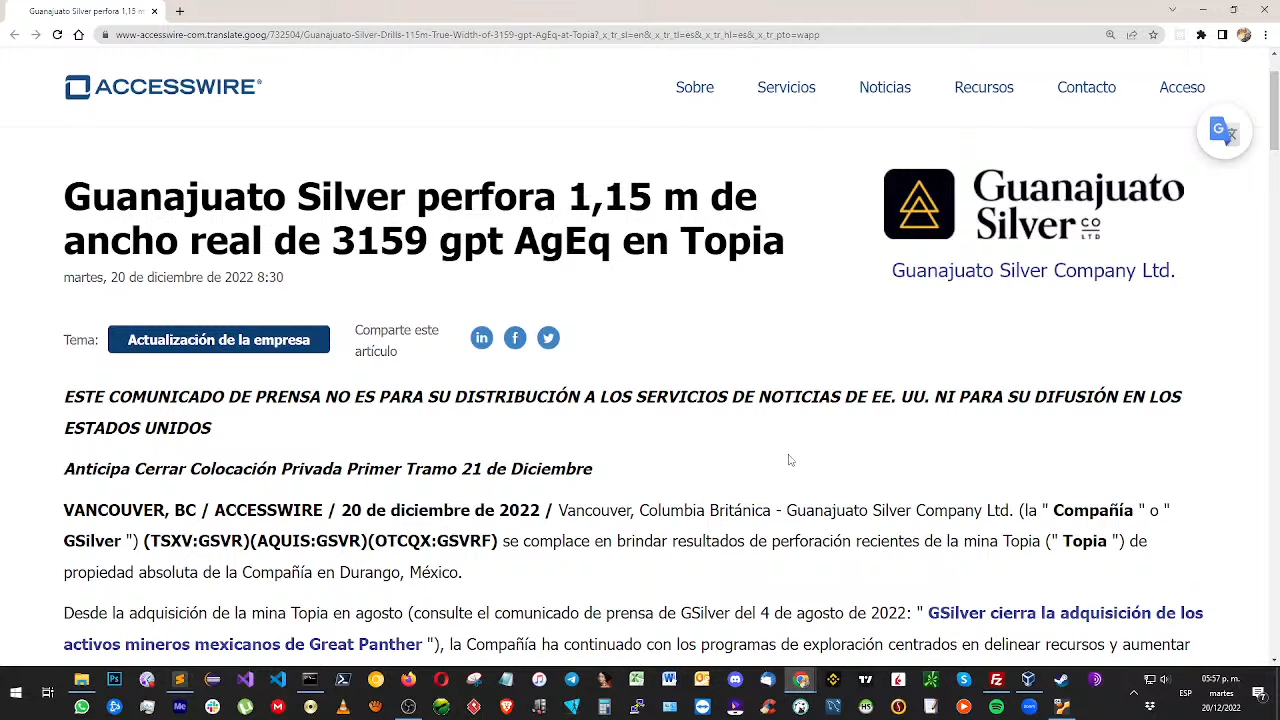 Guanajuato Silver perfora 1,15 m
www-accesswire-com.translate.goog/732504/Guanajuato-Silver-Drills-115m-True-Width-of-3159-gpt-AgEq-at-Topia?_x_tr_sl=en&_x_tr_tl=es&_x_tr_hl=es&_x_tr_pto=wapp
ACCESSWIRE®
Sobre Servicios Noticias Recursos Contacto Acceso
Guanajuato Silver perfora 1,15 m de
ancho real de 3159 gpt AgEq en Topia
martes, 20 de diciembre de 2022 8:30
Guanajuato
Silver CO LTD
Guanajuato Silver Company Ltd.
Tema: Actualización de la empresa
Comparte este
artículo
ESTE COMUNICADO DE PRENSA NO ES PARA SU DISTRIBUCIÓN A LOS SERVICIOS DE NOTICIAS DE EE. UU. NI PARA SU DIFUSIÓN EN LOS
ESTADOS UNIDOS
Anticipa Cerrar Colocación Privada Primer Tramo 21 de Diciembre
VANCOUVER, BC / ACCESSWIRE / 20 de diciembre de 2022 / Vancouver, Columbia Británica - Guanajuato Silver Company Ltd. (la " Compañía " o "
GSilver ") (TSXV:GSVR)(AQUIS:GSVR)(OTCQX:GSVRF) se complace en brindar resultados de perforación recientes de la mina Topia (" Topia ") de
propiedad absoluta de la Compañía en Durango, México.
Desde la adquisición de la mina Topia en agosto (consulte el comunicado de prensa de GSilver del 4 de agosto de 2022: " GSilver cierra la adquisición de los
activos mineros mexicanos de Great Panther "), la Compañía ha continuado con los programas de exploración centrados en delinear recursos y aumentar
05:57 p. m.
ESP martes
20/12/2022